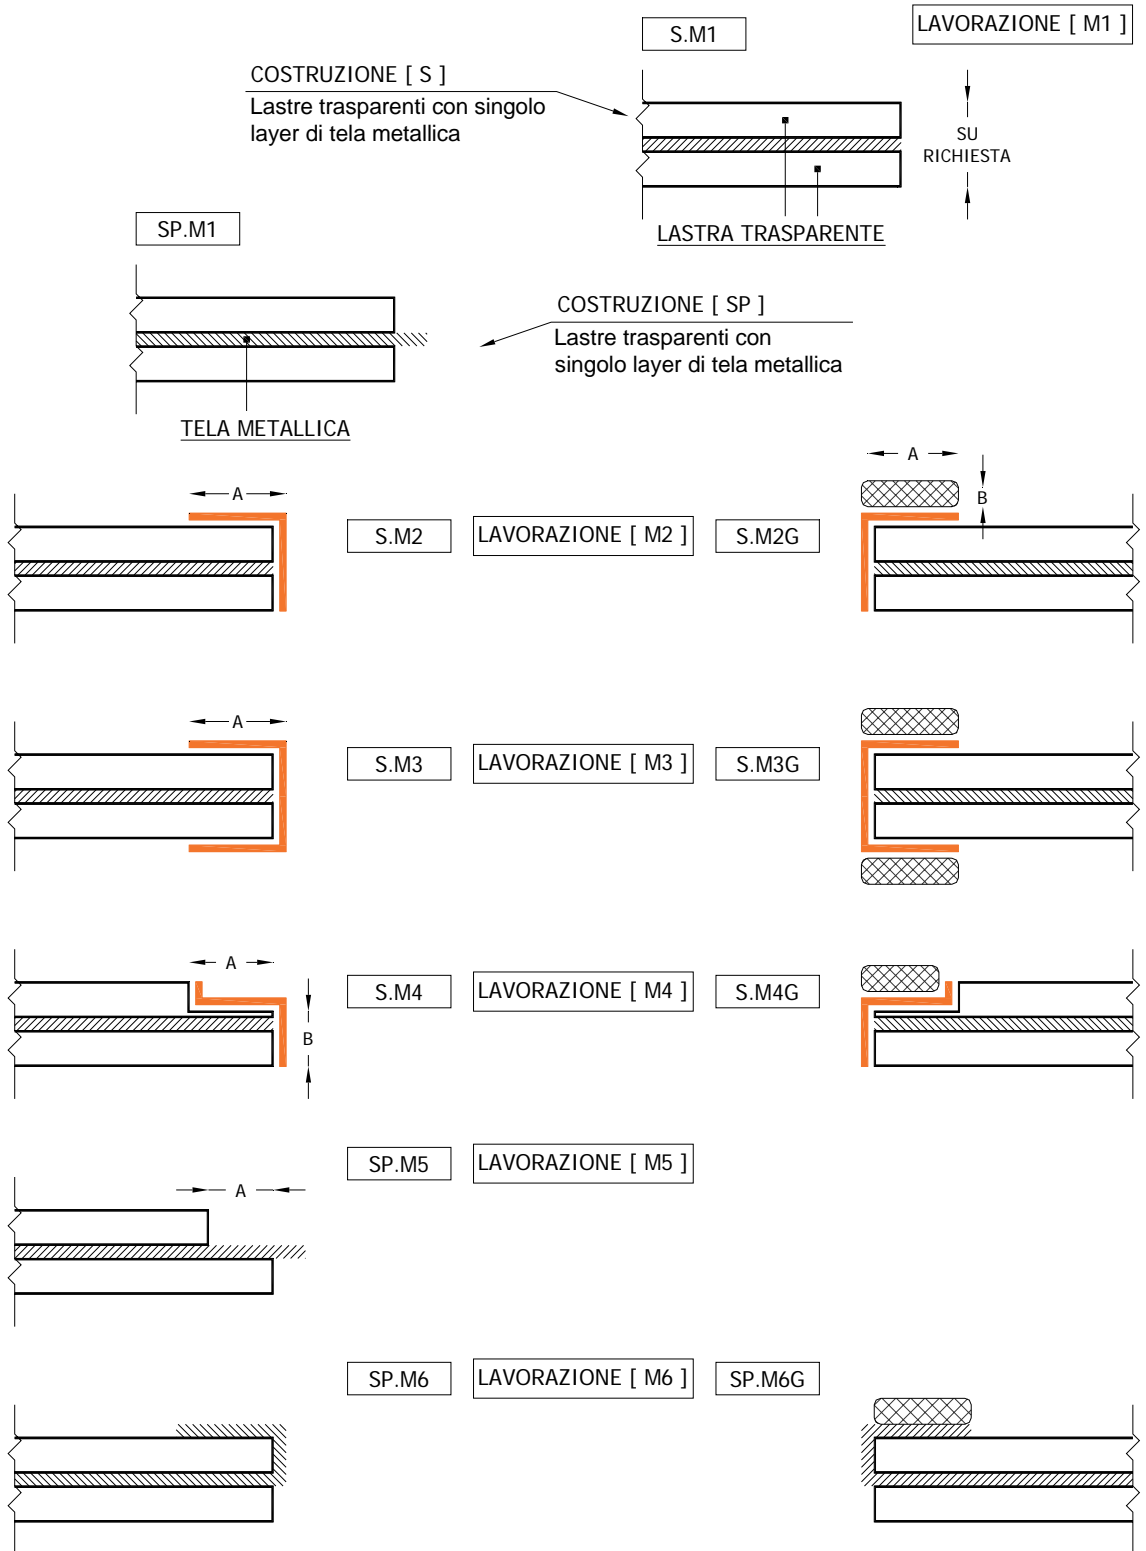 S.M1
LAVORAZIONE [ M1 ]
COSTRUZIONE [ S ]
Lastre trasparenti con singolo
layer di tela metallica
SU
RICHIESTA
LASTRA TRASPARENTE
SP.M1
COSTRUZIONE [ SP ]
Lastre trasparenti con
singolo layer di tela metallica
TELA METALLICA
A
A
B
S.M2
LAVORAZIONE [ M2 ]
S.M2G
A
S.M3
LAVORAZIONE [ M3 ]
S.M3G
A
B
S.M4
LAVORAZIONE [ M4 ]
S.M4G
SP.M5
LAVORAZIONE [ M5 ]
A
SP.M6
LAVORAZIONE [ M6 ]
SP.M6G